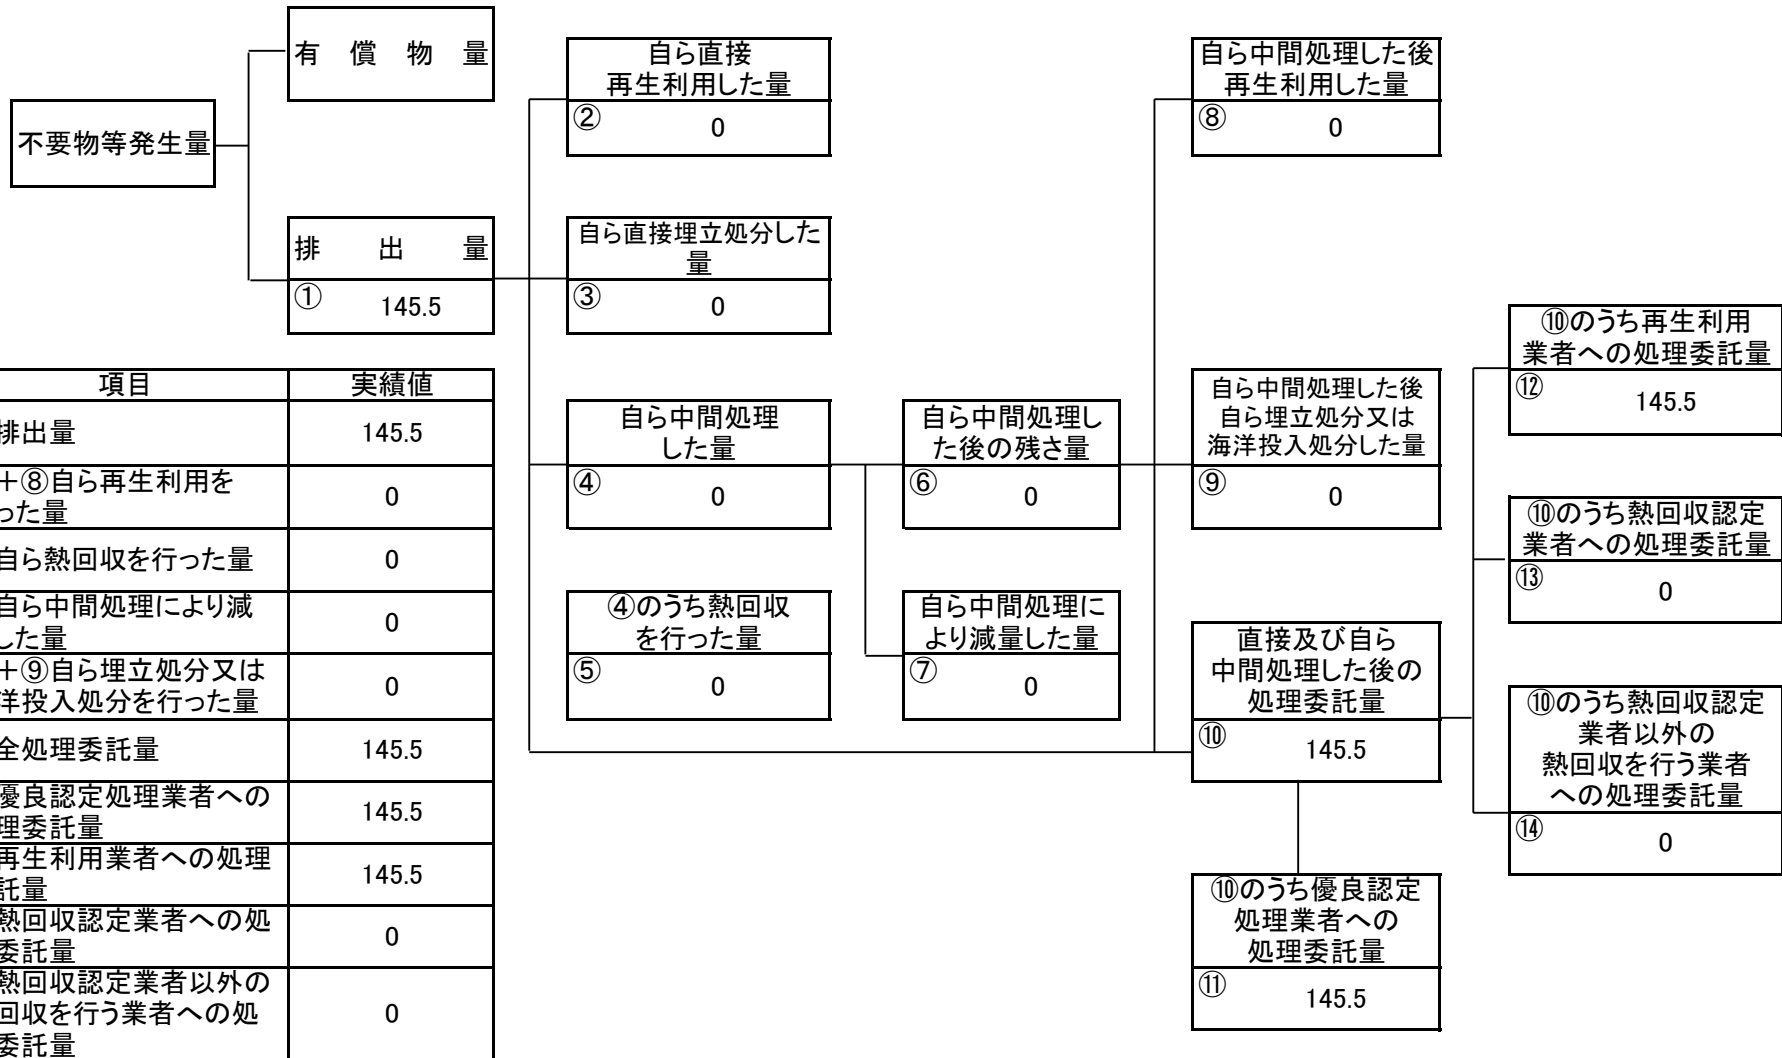 有償物量
不要物等発生量
排出量
① 145.5
自ら直接
再生利用した量
② 0
自ら直接埋立処分した
量
③ 0
自ら中間処理
した量
④ 0
④のうち熱回収
を行った量
⑤ 0
自ら中間処理し
た後の残さ量
⑥ 0
自ら中間処理に
より減量した量
⑦ 0
自ら中間処理した後
再生利用した量
⑧ 0
自ら中間処理した後
自ら埋立処分又は
海洋投入処分した量
⑨ 0
直接及び自ら
中間処理した後の
処理委託量
⑩ 145.5
⑩のうち優良認定
処理業者への
処理委託量
⑪ 145.5
⑩のうち再生利用
業者への処理委託量
⑫ 145.5
⑩のうち熱回収認定
業者への処理委託量
⑬ 0
⑩のうち熱回収認定
業者以外の
熱回収を行う業者
への処理委託量
⑭ 0
項目 実績値
排出量 145.5
＋⑧自ら再生利用を
った量 0
自ら熱回収を行った量 0
自ら中間処理により減
した量 0
＋⑨自ら埋立処分又は
洋投入処分を行った量 0
全処理委託量 145.5
優良認定処理業者への
理委託量 145.5
再生利用業者への処理
託量 145.5
熱回収認定業者への処
委託量 0
熱回収認定業者以外の
回収を行う業者への処
委託量 0